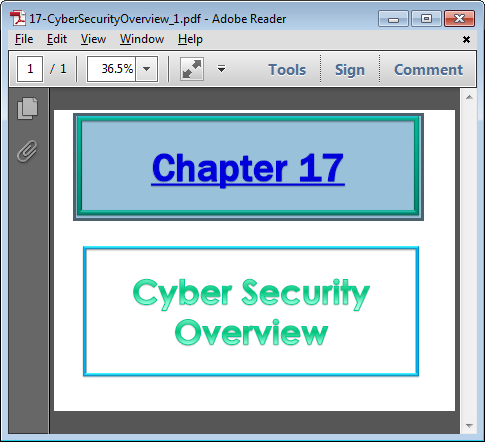 17-CyberSecurityOverview_1.pdf - Adobe Reader
File Edit View Window Help
1 / 1 36.5% Tools Sign Comment
Chapter 17
Cyber Security
Overview